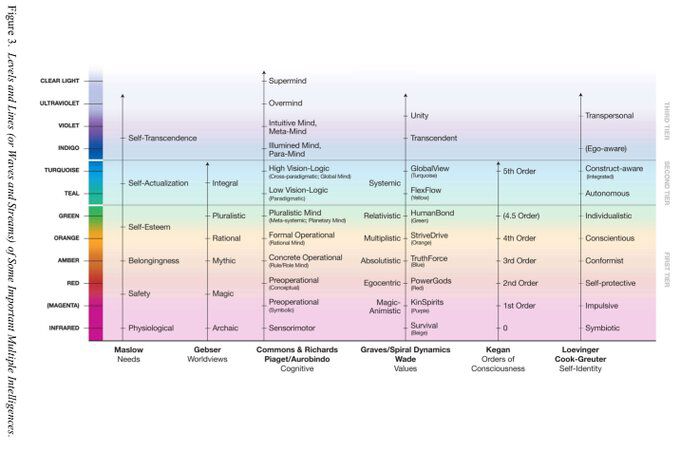 Figure 3. Levels and Lines (or Waves and Streams) of Some Important Multiple Intelligences.
CLEAR LIGHT
ULTRAVIOLET
VIOLET
INDIGO
TURQUOISE
TEAL
GREEN
ORANGE
AMBER
RED
(MAGENTA)
INFRARED
Self-Transcendence
Self-Actualization
Self-Esteem
Belongingness
Safety
Physiological
Maslow
Needs
Integral
Pluralistic
Rational
Mythic
Magic
Archaic
Gebser
Worldviews
Supermind
Overmind
Intuitive Mind,
Meta-Mind
Illumined Mind,
Para-Mind
High Vision-Logic
(Cross-paradigmatic; Global Mind)
Low Vision-Logic
(Paradigmatic)
Pluralistic Mind
(Meta-systemic; Planetary Mind)
Formal Operational
(Rational Mind)
Concrete Operational
(Rule/Role Mind)
Preoperational
(Conceptual)
Preoperational
(Symbolic)
Sensorimotor
Commons & Richards
Piaget/Aurobindo
Cognitive
Systemic
Relativistic
Multiplistic
Absolutistic
Egocentric
Magic-
Animistic
Unity
Transcendent
GlobalView
(Turquoise)
FlexFlow
(Yellow)
HumanBond
(Green)
StriveDrive
(Orange)
TruthForce
(Blue)
PowerGods
(Red)
KinSpirits
(Purple)
Survival
(Beige)
Graves/Spiral Dynamics
Wade
Values
5th Order
(4.5 Order)
4th Order
3rd Order
2nd Order
1st Order
0
Kegan
Orders of
Consciousness
Transpersonal
(Ego-aware)
Construct-aware
(Integrated)
Autonomous
Individualistic
Conscientious
Conformist
Self-protective
Impulsive
Symbiotic
Loevinger
Cook-Greuter
Self-Identity
THIRD TIER
SECOND TIER
FIRST TIER